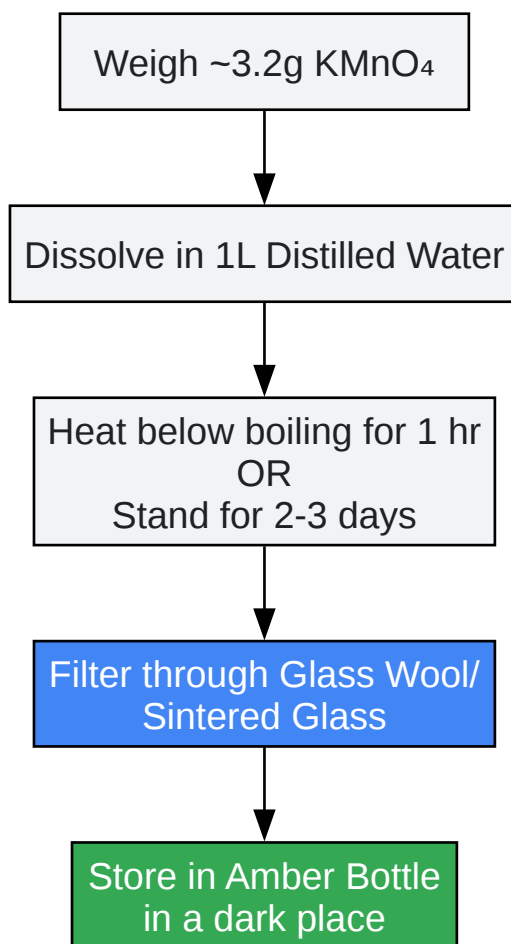 Weigh ~3.2g KMnO₄
Dissolve in 1L Distilled Water
Heat below boiling for 1 hr
OR
Stand for 2-3 days
Filter through Glass Wool/
Sintered Glass
Store in Amber Bottle
in a dark place